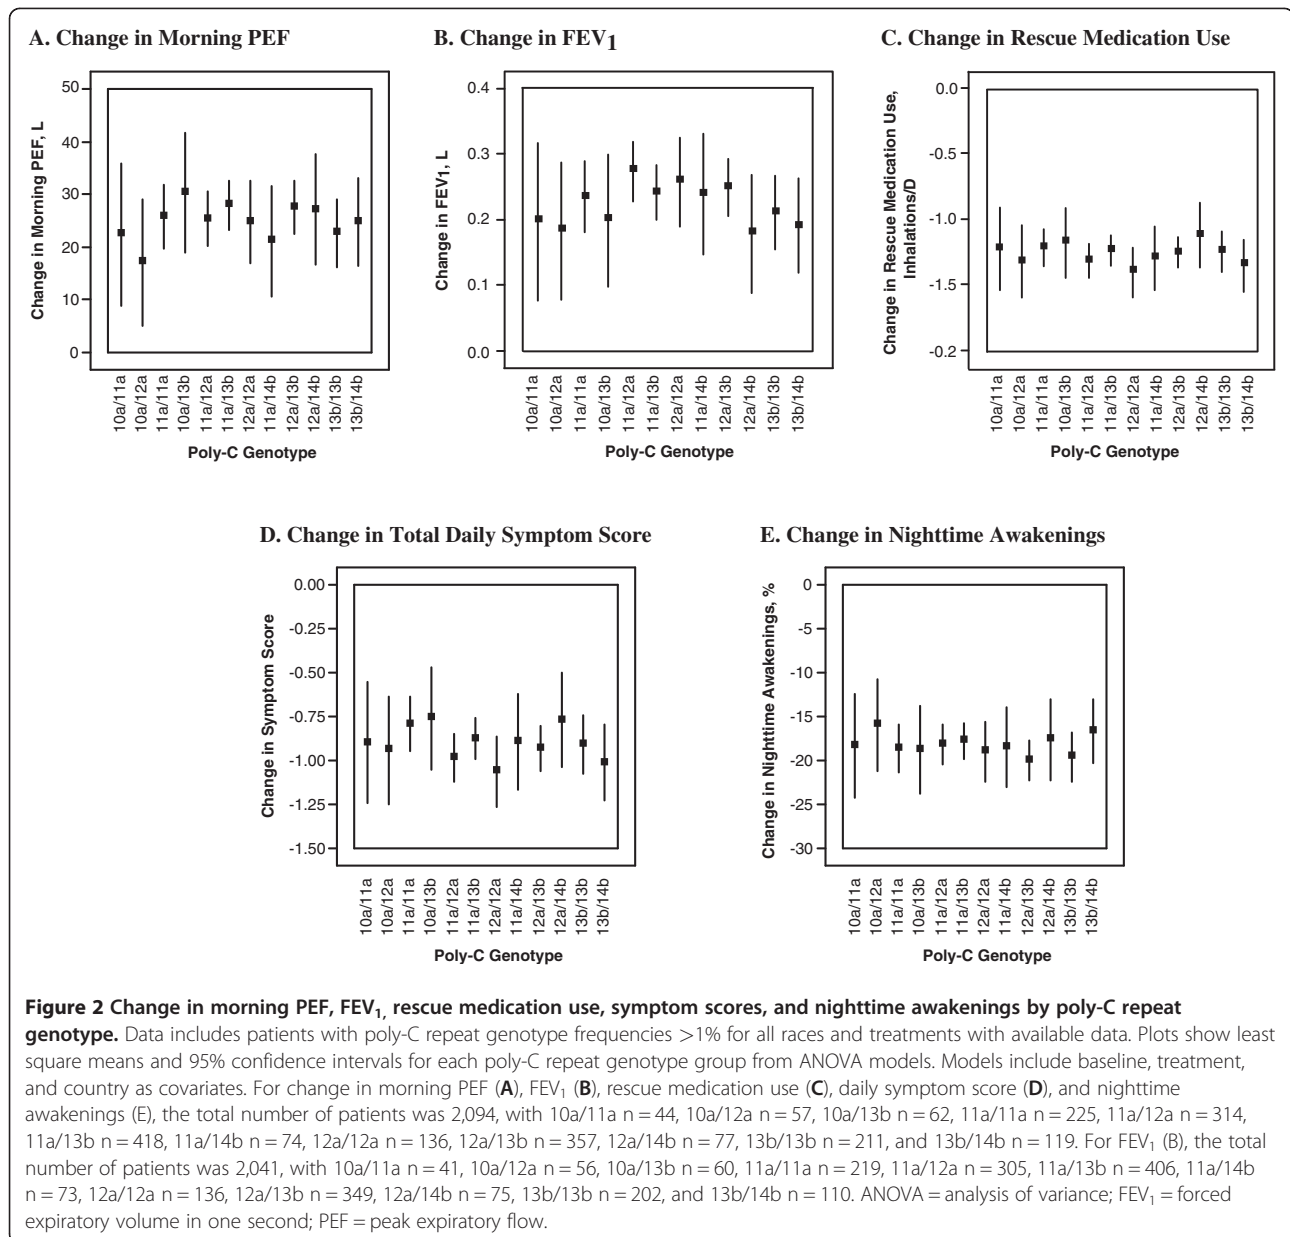 A. Change in Morning PEF
Change in Morning PEF, L
50
40
30
20
10
0
10a/11a
10a/12a
11a/11a
10a/13b
11a/12a
11a/13b
12a/12a
11a/14b
12a/13b
12a/14b
13b/13b
13b/14b
Poly-C Genotype
B. Change in FEV1
Change in FEV1, L
0.4
0.3
0.2
0.1
0.0
10a/11a
10a/12a
11a/11a
10a/13b
11a/12a
11a/13b
12a/12a
11a/14b
12a/13b
12a/14b
13b/13b
13b/14b
Poly-C Genotype
C. Change in Rescue Medication Use
Change in Rescue Medication Use,
Inhalations/D
0.0
-0.5
-1.0
-1.5
-0.2
10a/11a
10a/12a
11a/11a
10a/13b
11a/12a
11a/13b
12a/12a
11a/14b
12a/13b
12a/14b
13b/13b
13b/14b
Poly-C Genotype
D. Change in Total Daily Symptom Score
Change in Symptom Score
0.00
-0.25
-0.50
-0.75
-1.00
-1.25
-1.50
10a/11a
10a/12a
11a/11a
10a/13b
11a/12a
11a/13b
12a/12a
11a/14b
12a/13b
12a/14b
13b/13b
13b/14b
Poly-C Genotype
E. Change in Nighttime Awakenings
Change in Nighttime Awakenings, %
0
-5
-10
-15
-20
-25
-30
10a/11a
10a/12a
11a/11a
10a/13b
11a/12a
11a/13b
12a/12a
11a/14b
12a/13b
12a/14b
13b/13b
13b/14b
Poly-C Genotype
Figure 2 Change in morning PEF, FEV1, rescue medication use, symptom scores, and nighttime awakenings by poly-C repeat
genotype. Data includes patients with poly-C repeat genotype frequencies >1% for all races and treatments with available data. Plots show least
square means and 95% confidence intervals for each poly-C repeat genotype group from ANOVA models. Models include baseline, treatment,
and country as covariates. For change in morning PEF (A), FEV1 (B), rescue medication use (C), daily symptom score (D), and nighttime
awakenings (E), the total number of patients was 2,094, with 10a/11a n = 44, 10a/12a n = 57, 10a/13b n = 62, 11a/11a n = 225, 11a/12a n = 314,
11a/13b n = 418, 11a/14b n = 74, 12a/12a n = 136, 12a/13b n = 357, 12a/14b n = 77, 13b/13b n = 211, and 13b/14b n = 119. For FEV1 (B), the total
number of patients was 2,041, with 10a/11a n = 41, 10a/12a n = 56, 10a/13b n = 60, 11a/11a n = 219, 11a/12a n = 305, 11a/13b n = 406, 11a/14b
n = 73, 12a/12a n = 136, 12a/13b n = 349, 12a/14b n = 75, 13b/13b n = 202, and 13b/14b n = 110. ANOVA = analysis of variance; FEV1 = forced
expiratory volume in one second; PEF = peak expiratory flow.